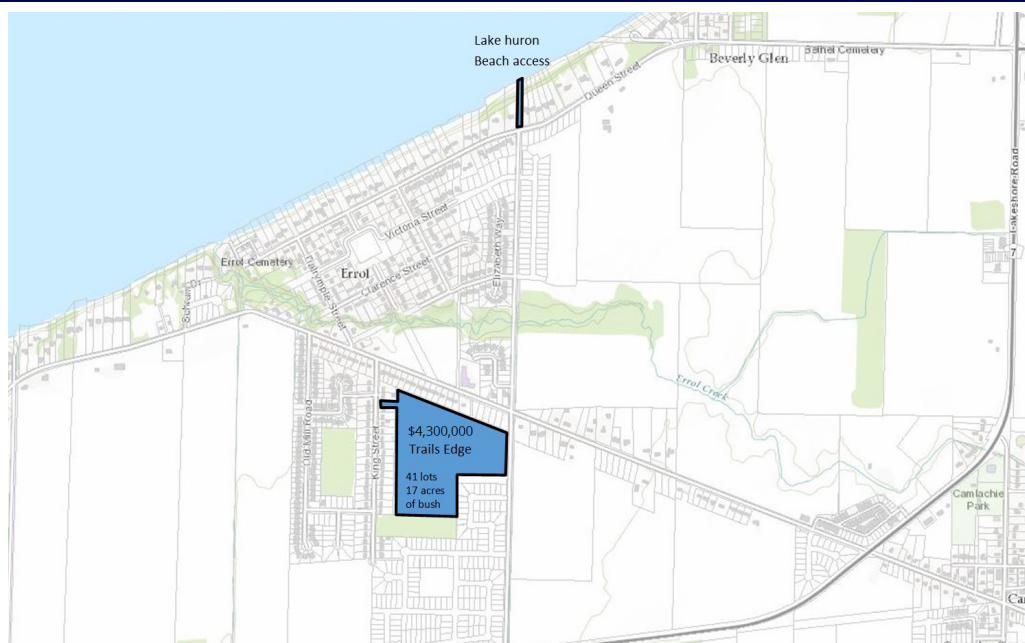 Lake huron
Beach access
Beverly Glen
Bethel Cemetery
Queen Street
Lakeshore Road
7
Victoria Street
Errol Cemetery
Errol
Elizabeth Way
Dalrymple Street
Clarence Street
Errol Creek
Old Mill Road
King Street
$4,300,000
Trails Edge
41 lots
17 acres
of bush
Camlachie
Park